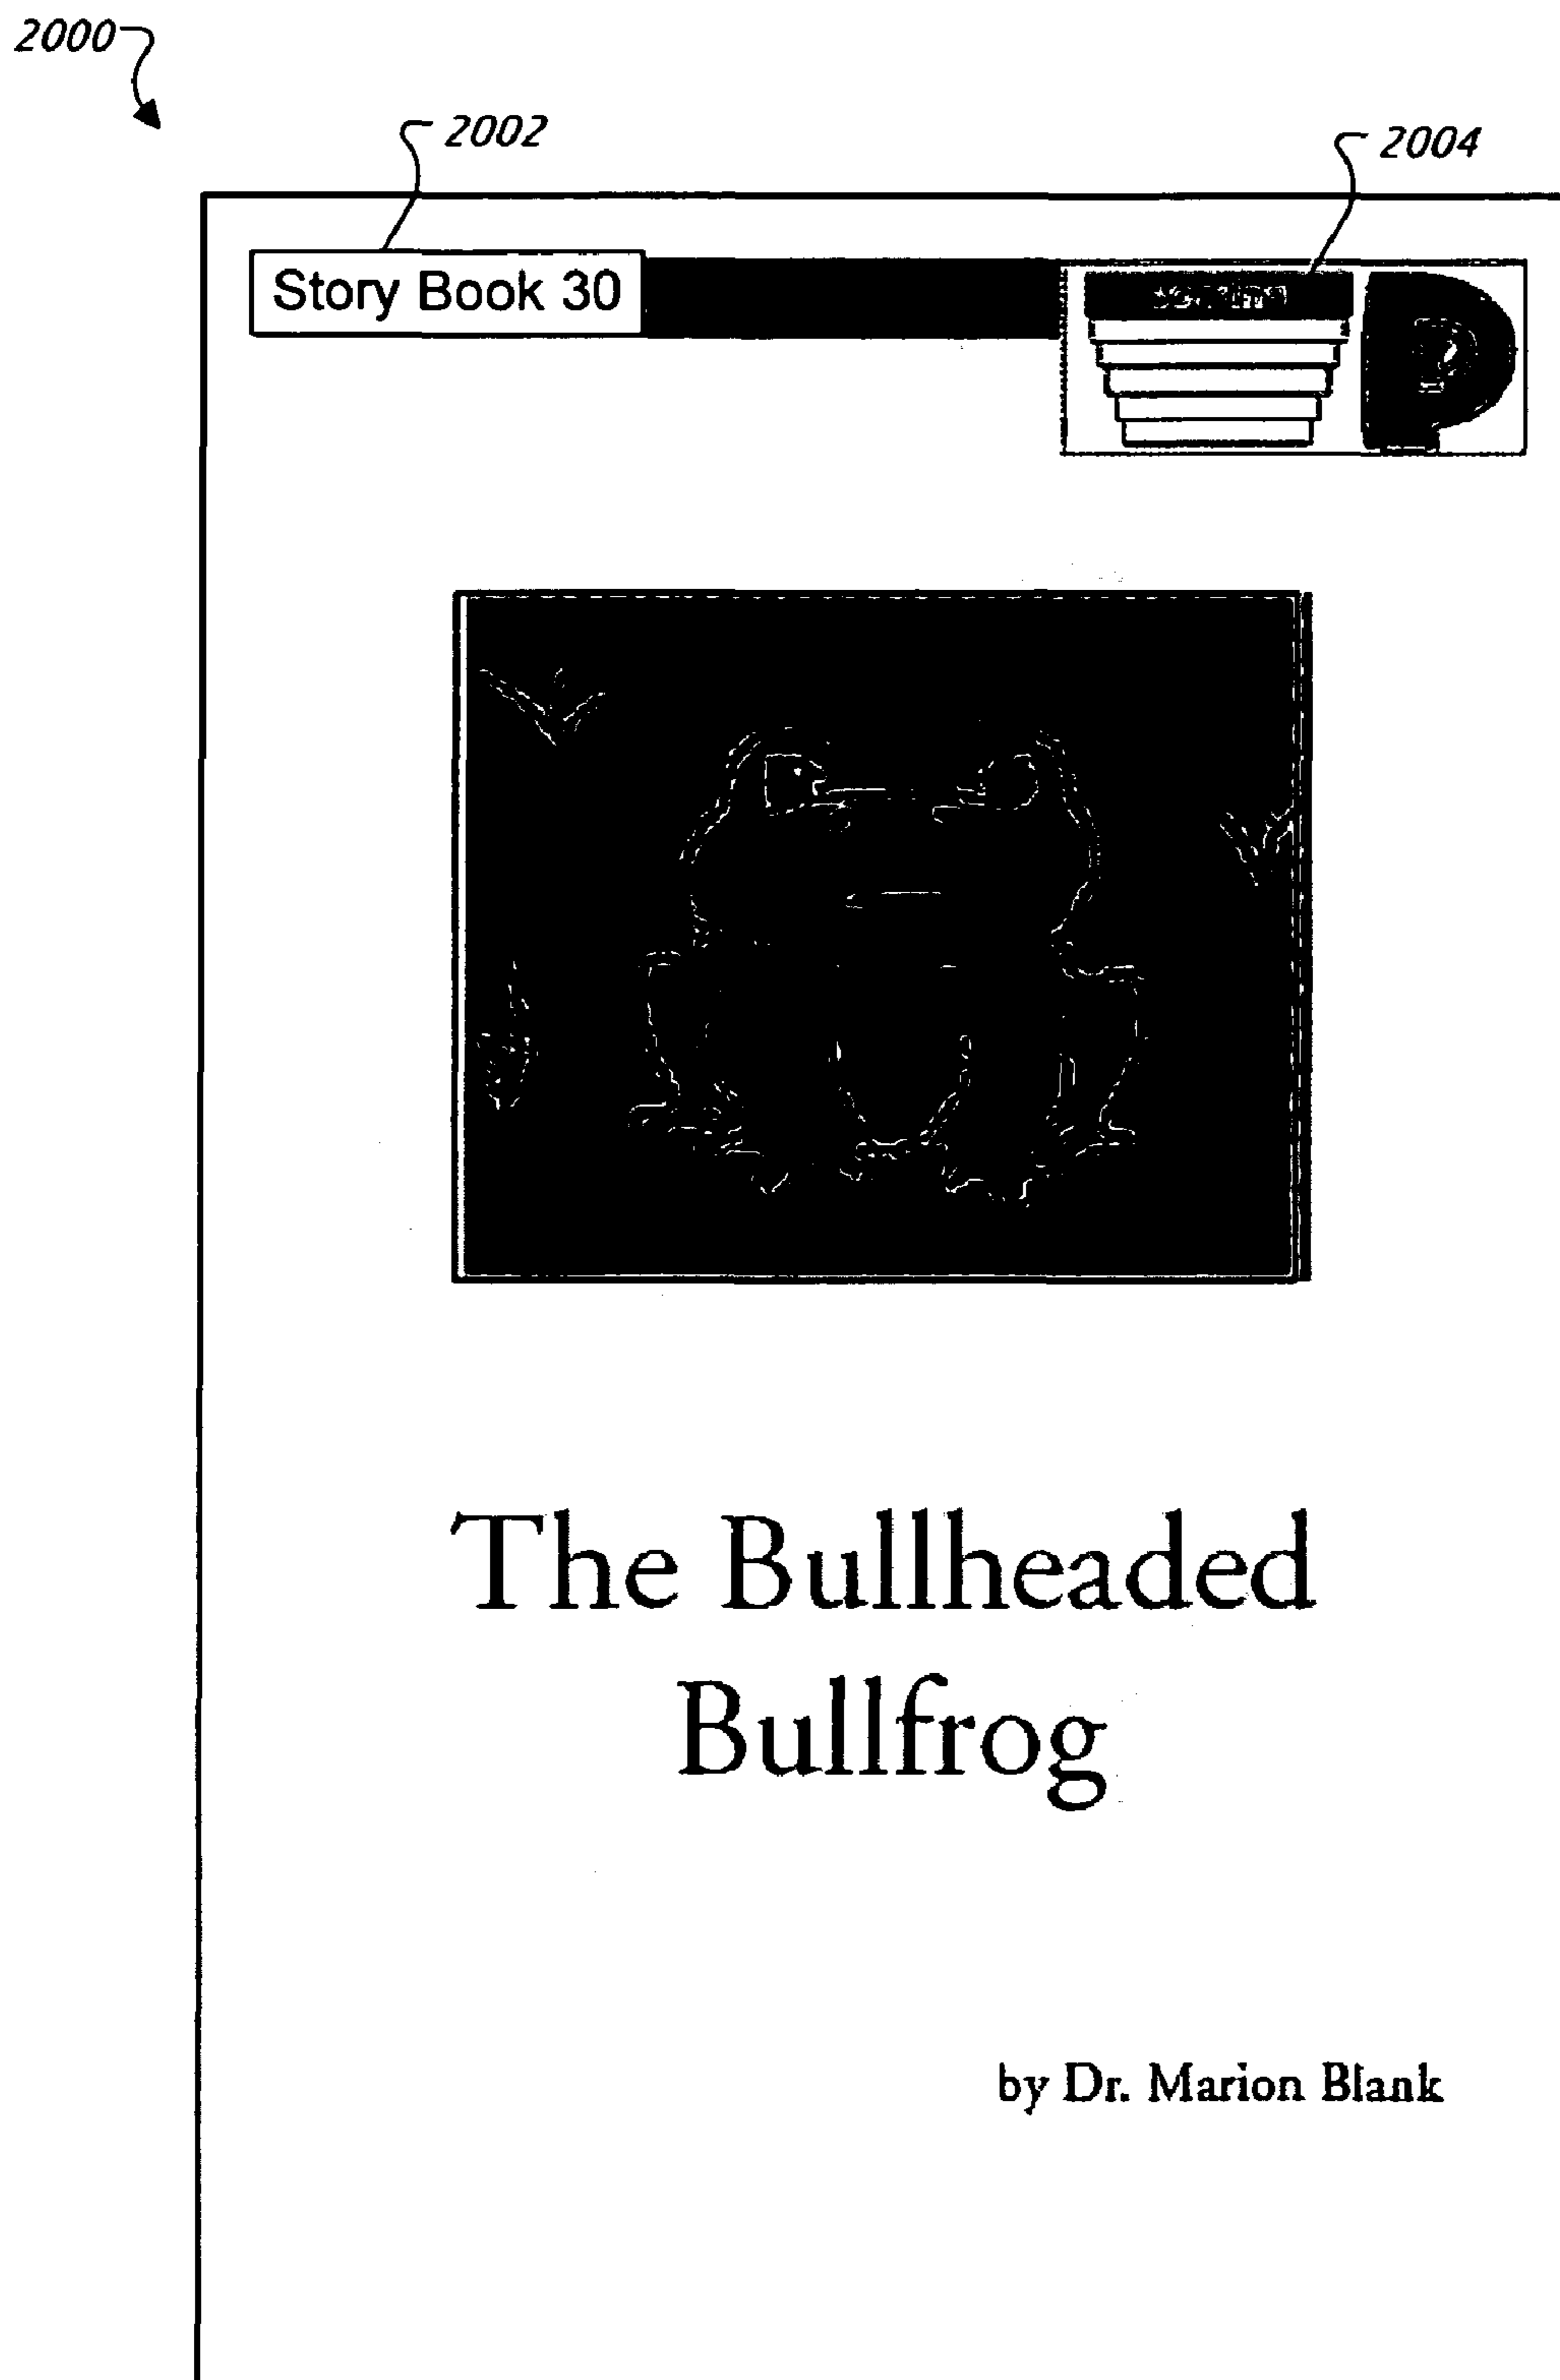 2000
2002
2004
Story Book 30
The Bullheaded
Bullfrog
by Dr. Marion Blank